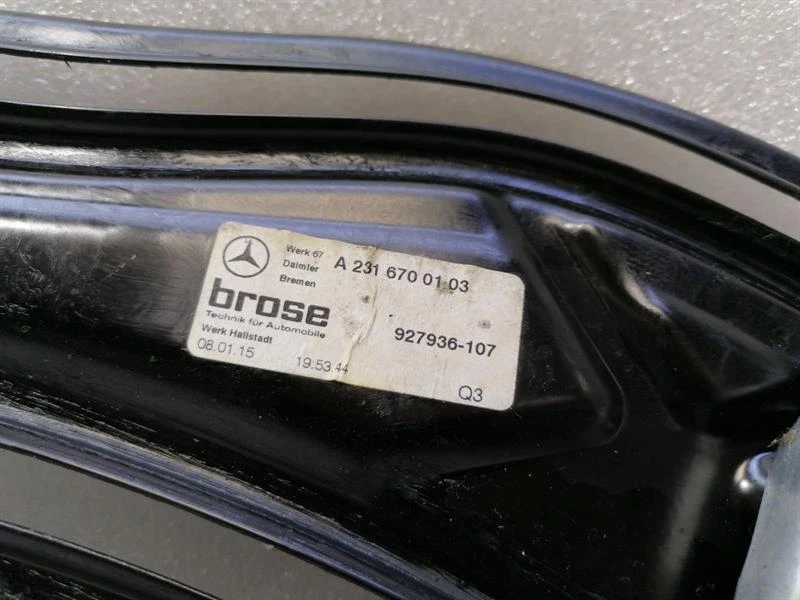 Werk 67
Daimler
Bremen
A 231 670 01 03
brose
Technik für Automobile
Werk Hallstadt
927936-107
08.01.15 19:53:44
Q3